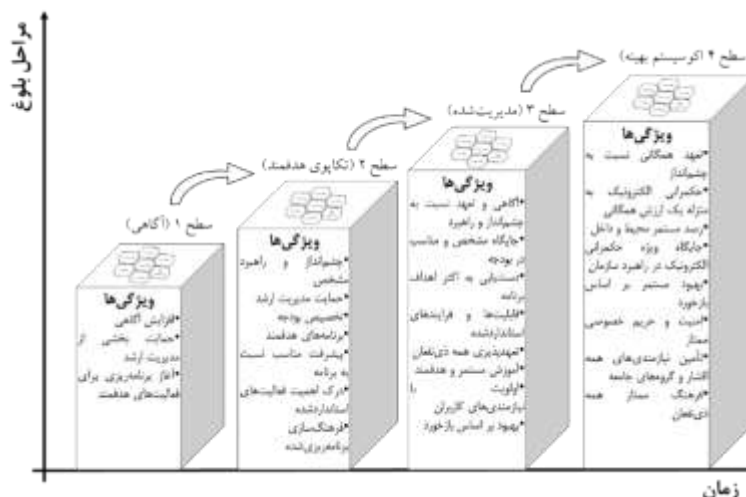 مراحل بلوغ
سطح ۴ (اکوسیستم بهینه)
ویژگی‌ها
•تعهد همگانی نسبت به
چشم‌انداز
•حکمرانی الکترونیک به
منزله یک ارزش همگانی
•رصد مستمر محیط و داخل
•جایگاه ویژه حکمرانی
الکترونیک در راهبرد سازمان
•بهبود مستمر بر اساس
بازخورد
•امنیت و حریم خصوصی
ممتاز
•تأمین نیازمندی‌های همه
اقشار و گروه‌های جامعه
•فرهنگ ممتاز همه
ذی‌نفعان
سطح ۳ (مدیریت‌شده)
ویژگی‌ها
•آگاهی و تعهد نسبت به
چشم‌انداز و راهبرد
•جایگاه مشخص و مناسب
در بودجه
•دستیابی به اکثر اهداف
برنامه
•قابلیت‌ها و فرایندهای
استانداردشده
•تعهدپذیری همه ذی‌نفعان
•آموزش مستمر و هدفمند
•اولویت با
نیازمندی‌های کاربران
•بهبود بر اساس بازخورد
سطح ۲ (تکاپوی هدفمند)
ویژگی‌ها
•چشم‌انداز و راهبرد
مشخص
•حمایت مدیریت ارشد
•تخصیص بودجه
•برنامه‌های هدفمند
•پیشرفت مناسب نسبت
به برنامه
•درک اهمیت فعالیت‌های
استانداردشده
•فرهنگ‌سازی
برنامه‌ریزی‌شده
سطح ۱ (آگاهی)
ویژگی‌ها
•افزایش آگاهی
•حمایت بخشی از
مدیریت ارشد
•آغاز برنامه‌ریزی برای
فعالیت‌های هدفمند
زمان